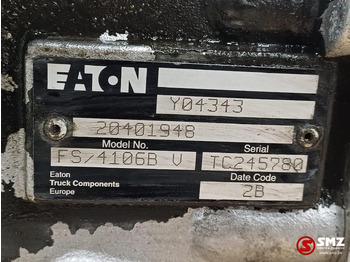 EATON
Y04343
20401948
Model No. Serial
FS/4106B V TC245780
Eaton Date Code
Truck Components
Europe 2B
SMZ